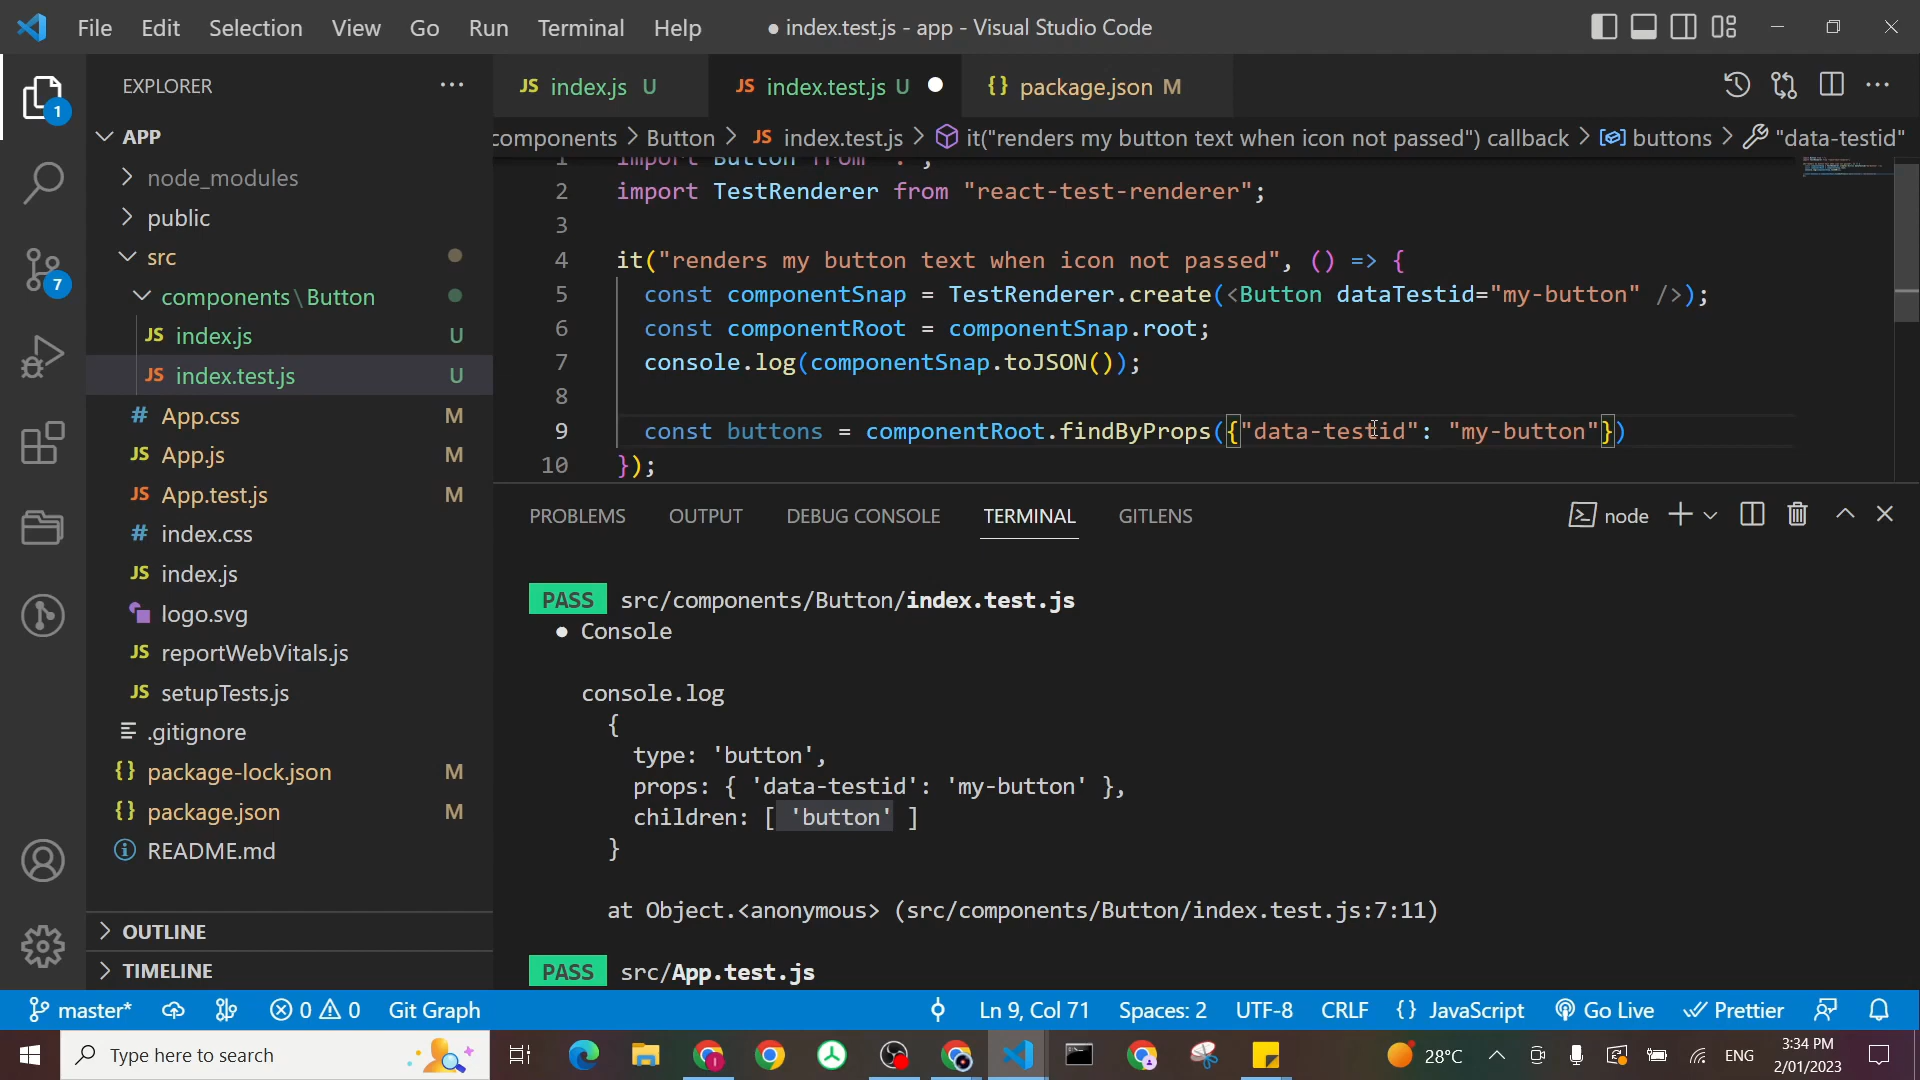 File Edit Selection View Go Run Terminal Help
● index.test.js - app - Visual Studio Code
EXPLORER ···
JS index.js U
JS index.test.js U
{} package.json M
components > Button > JS index.test.js > it("renders my button text when icon not passed") callback > buttons > "data-testid"
1
APP
node_modules
public
src
components\Button
JS index.js U
JS index.test.js U
# App.css M
JS App.js M
JS App.test.js M
# index.css
JS index.js
logo.svg
JS reportWebVitals.js
JS setupTests.js
.gitignore
{} package-lock.json M
{} package.json M
README.md
OUTLINE
TIMELINE
7
1 import Button from ".";
2 import TestRenderer from "react-test-renderer";
3
4 it("renders my button text when icon not passed", () => {
5 const componentSnap = TestRenderer.create(<Button dataTestid="my-button" />);
6 const componentRoot = componentSnap.root;
7 console.log(componentSnap.toJSON());
8
9 const buttons = componentRoot.findByProps({"data-testid": "my-button"})
10 });
PROBLEMS OUTPUT DEBUG CONSOLE TERMINAL GITLENS
node
PASS src/components/Button/index.test.js
● Console
console.log
{
type: 'button',
props: { 'data-testid': 'my-button' },
children: [ 'button' ]
}
at Object.<anonymous> (src/components/Button/index.test.js:7:11)
PASS src/App.test.js
master* 0 0 Git Graph
Ln 9, Col 71 Spaces: 2 UTF-8 CRLF {} JavaScript Go Live Prettier
Type here to search
28°C
ENG
3:34 PM
2/01/2023